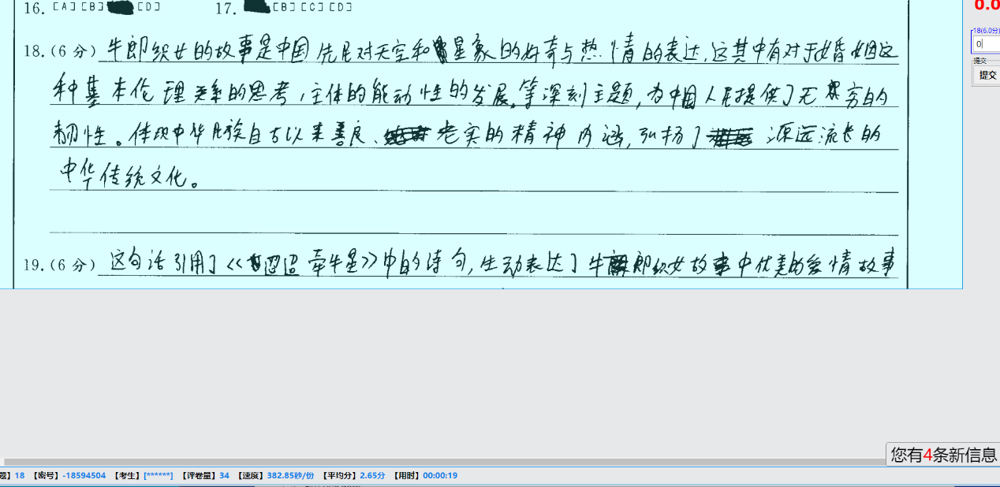 16. [A] [B] [D] 17. [B] [C] [D]
0.0
18(6.0分)
0
提交
提交
18.(6 分) 牛郎织女的故事是中国先民对天空和星象的好奇与热情的表达,这其中有对于婚姻这
种基本伦理关系的思考,主体的能动性的发展,等深刻主题,为中国人民提供了无穷的
韧性。体现中华民族自古以来善良、老实的精神内涵,弘扬了源远流长的
中华传统文化。
19.(6 分) 这句话引用了《迢迢牵牛星》中的诗句,生动表达了牛郎织女故事中优美的爱情故事
您有4条新信息
题】18 【密号】-18594504 【考生】[******] 【评卷量】34 【速度】382.85秒/份 【平均分】2.65分 【用时】00:00:19